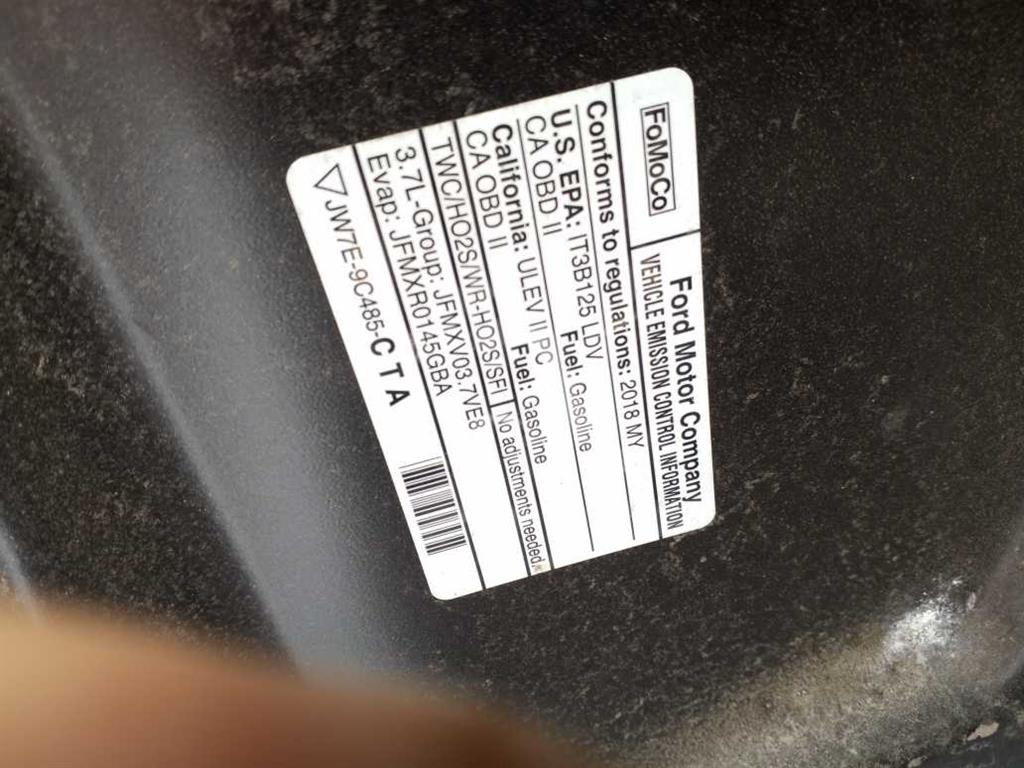 FoMoCo
Ford Motor Company
VEHICLE EMISSION CONTROL INFORMATION
Conforms to regulations: 2018 MY
U.S. EPA: IT3B125 LDV Fuel: Gasoline
CA OBD II
California: ULEV II PC Fuel: Gasoline
CA OBD II
TWC/HO2S/WR-HO2S/SFI No adjustments needed.
3.7L-Group: JFMXV03.7VE8
Evap: JFMXR0145GBA
JW7E-9C485-CTA